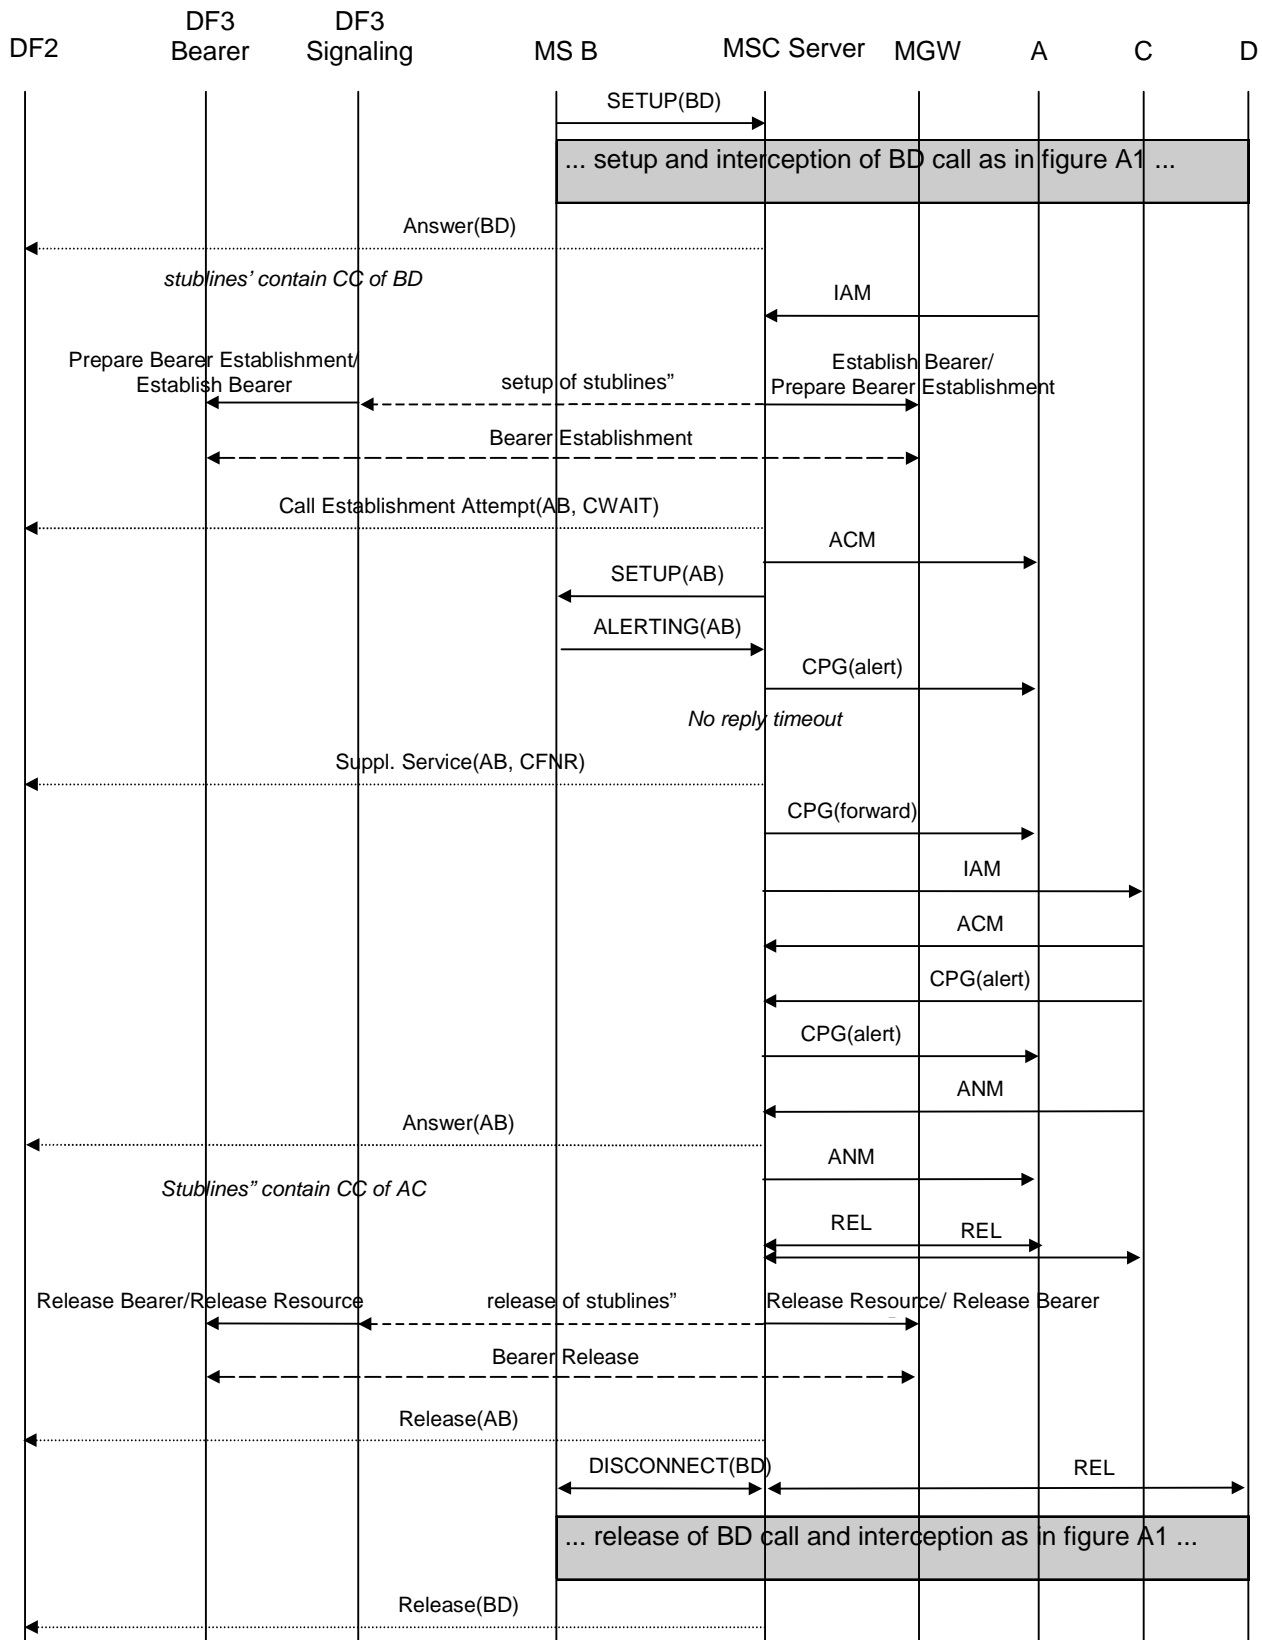 DF2
DF3
Bearer
DF3
Signaling
MS B
MSC Server
MGW
A
C
D
SETUP(BD)
... setup and interception of BD call as in figure A1 ...
Answer(BD)
stublines’ contain CC of BD
IAM
Prepare Bearer Establishment/
Establish Bearer
setup of stublines”
Establish Bearer/
Prepare Bearer Establishment
Bearer Establishment
Call Establishment Attempt(AB, CWAIT)
ACM
SETUP(AB)
ALERTING(AB)
CPG(alert)
No reply timeout
Suppl. Service(AB, CFNR)
CPG(forward)
IAM
ACM
CPG(alert)
CPG(alert)
ANM
Answer(AB)
ANM
Stublines” contain CC of AC
REL
REL
Release Bearer/Release Resource
release of stublines”
Release Resource/ Release Bearer
Bearer Release
Release(AB)
DISCONNECT(BD)
REL
... release of BD call and interception as in figure A1 ...
Release(BD)